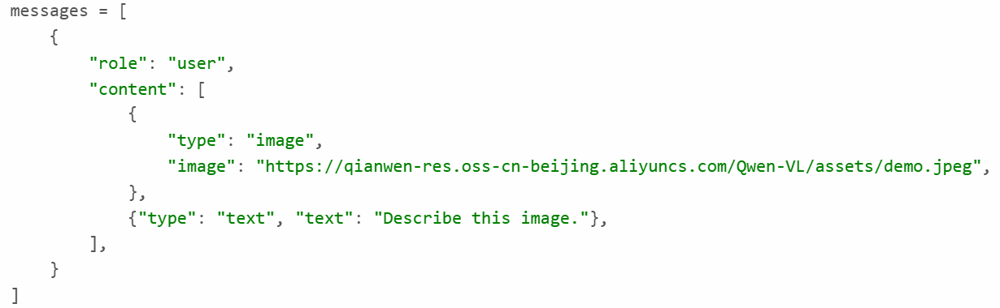 messages = [
    {
        "role": "user",
        "content": [
            {
                "type": "image",
                "image": "https://qianwen-res.oss-cn-beijing.aliyuncs.com/Qwen-VL/assets/demo.jpeg",
            },
            {"type": "text", "text": "Describe this image."},
        ],
    }
]